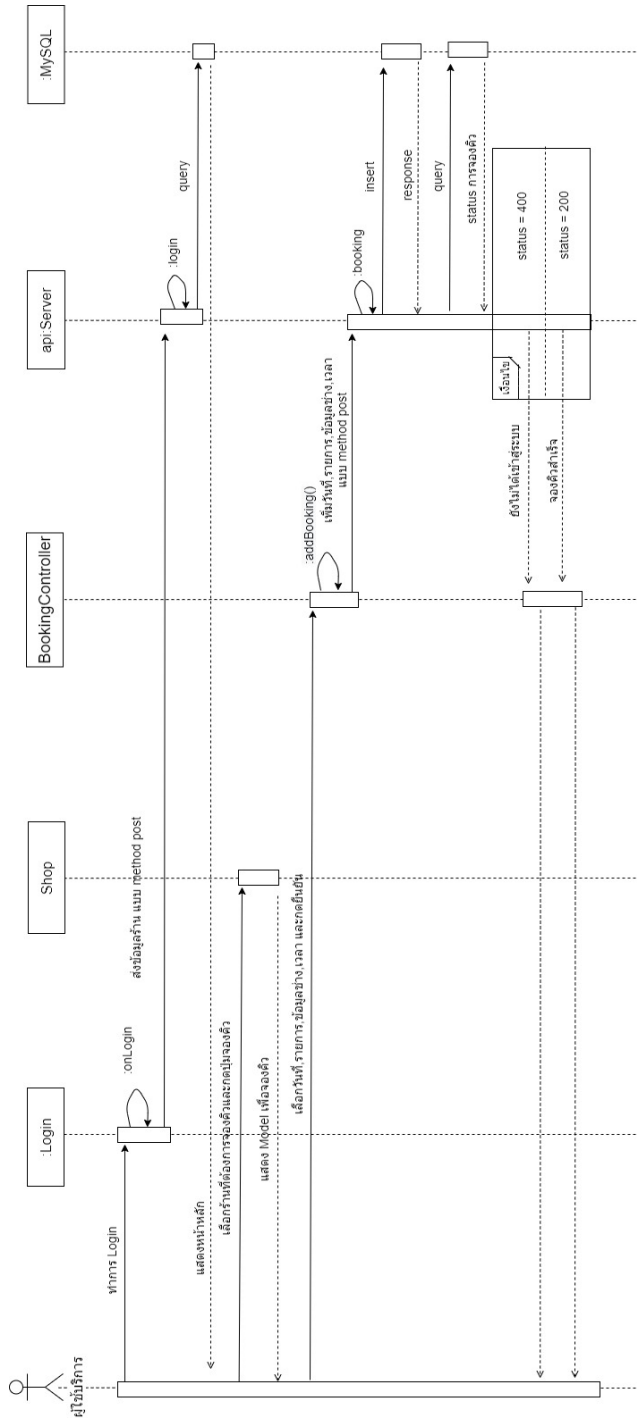 ผู้ใช้บริการ
:Login
Shop
BookingController
api:Server
:MySQL
ทำการ Login
:onLogin
ส่งข้อมูลร้าน แบบ method post
:login
query
แสดงหน้าหลัก
เลือกร้านที่ต้องการจองคิวและกดปุ่มจองคิว
แสดง Model เพื่อจองคิว
เลือกวันที่,รายการ,ข้อมูลช่าง,เวลา และกดยืนยัน
:addBooking()
เพิ่มวันที่,รายการ,ข้อมูลช่าง,เวลา
แบบ method post
:booking
insert
response
query
status การจองคิว
เงื่อนไข
status = 400
ยังไม่ได้เข้าสู่ระบบ
status = 200
จองคิวสำเร็จ